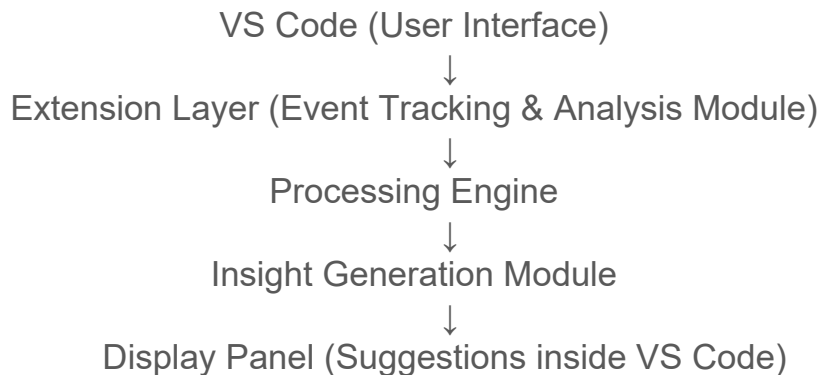 VS Code (User Interface)
↓
Extension Layer (Event Tracking & Analysis Module)
↓
Processing Engine
↓
Insight Generation Module
↓
Display Panel (Suggestions inside VS Code)